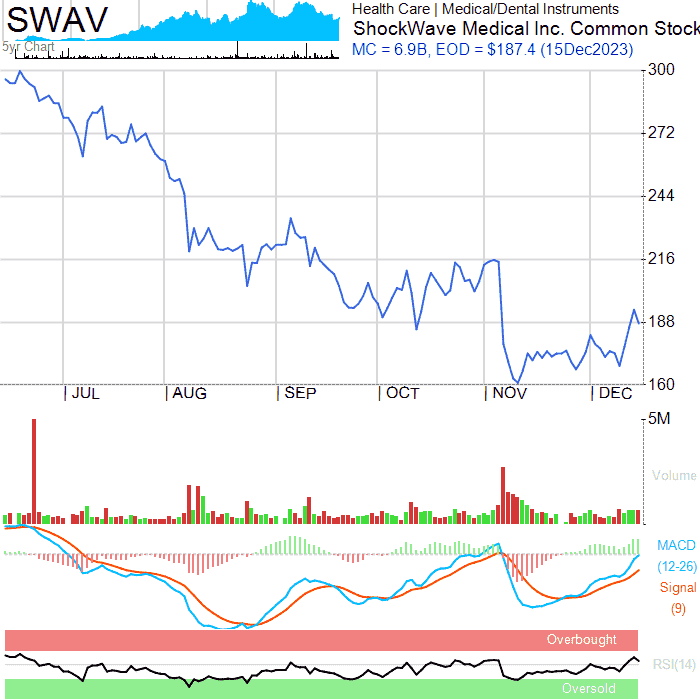 SWAV
5yr Chart
Health Care | Medical/Dental Instruments
ShockWave Medical Inc. Common Stock
MC = 6.9B, EOD = $187.4 (15Dec2023)
300
272
244
216
188
160
| JUL | AUG | SEP | OCT | NOV | DEC
5M
Volume
MACD
(12-26)
Signal
(9)
Overbought
RSI(14)
Oversold